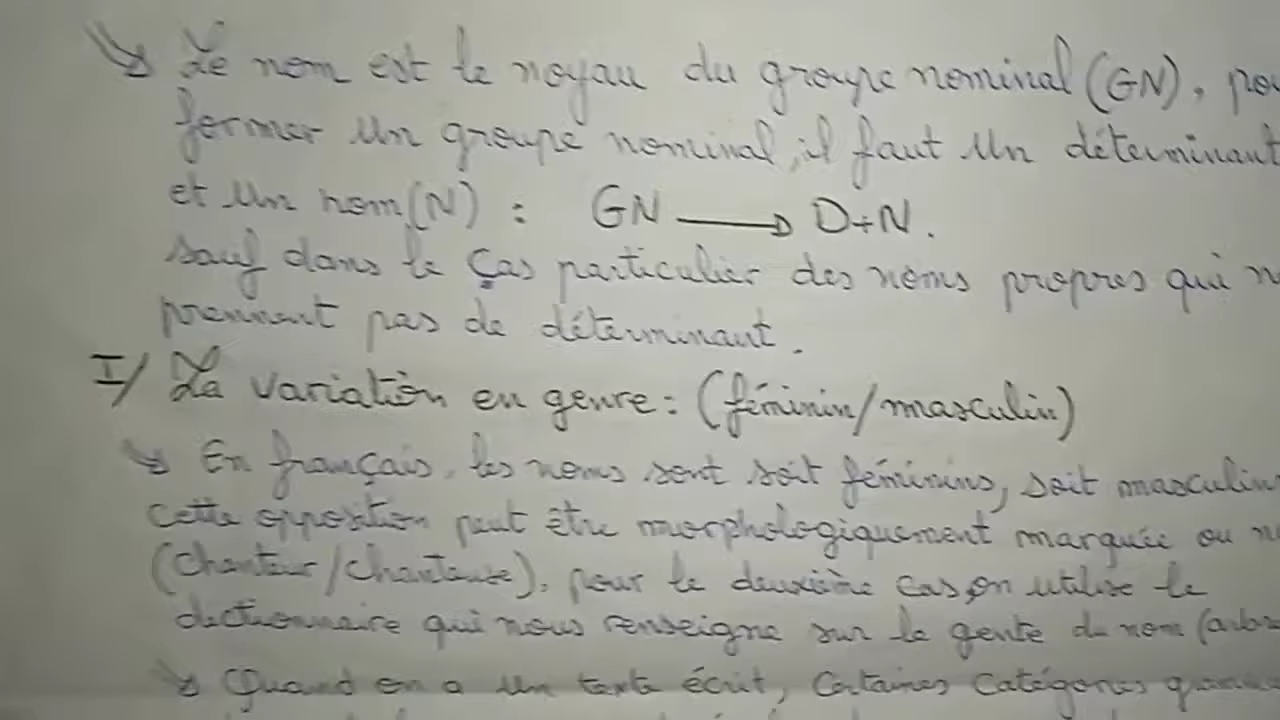 Le nom est le noyau du groupe nominal (GN), pou
former un groupe nominal, il faut un déterminant
et un nom (N) : GN → D+N.
sauf dans le ças particulier des noms propres qui n
prennent pas de déterminant.
I/ La variation en genre : (féminin/masculin)
En français, les noms sont soit féminins, soit masculins
cette opposition peut être morphologiquement marquée ou n
(chanteur/chanteuse), pour le deuxième cas, on utilise le
dictionnaire qui nous renseigne sur le gente du nom (arb
Quand on a un texte écrit, certaines catégories